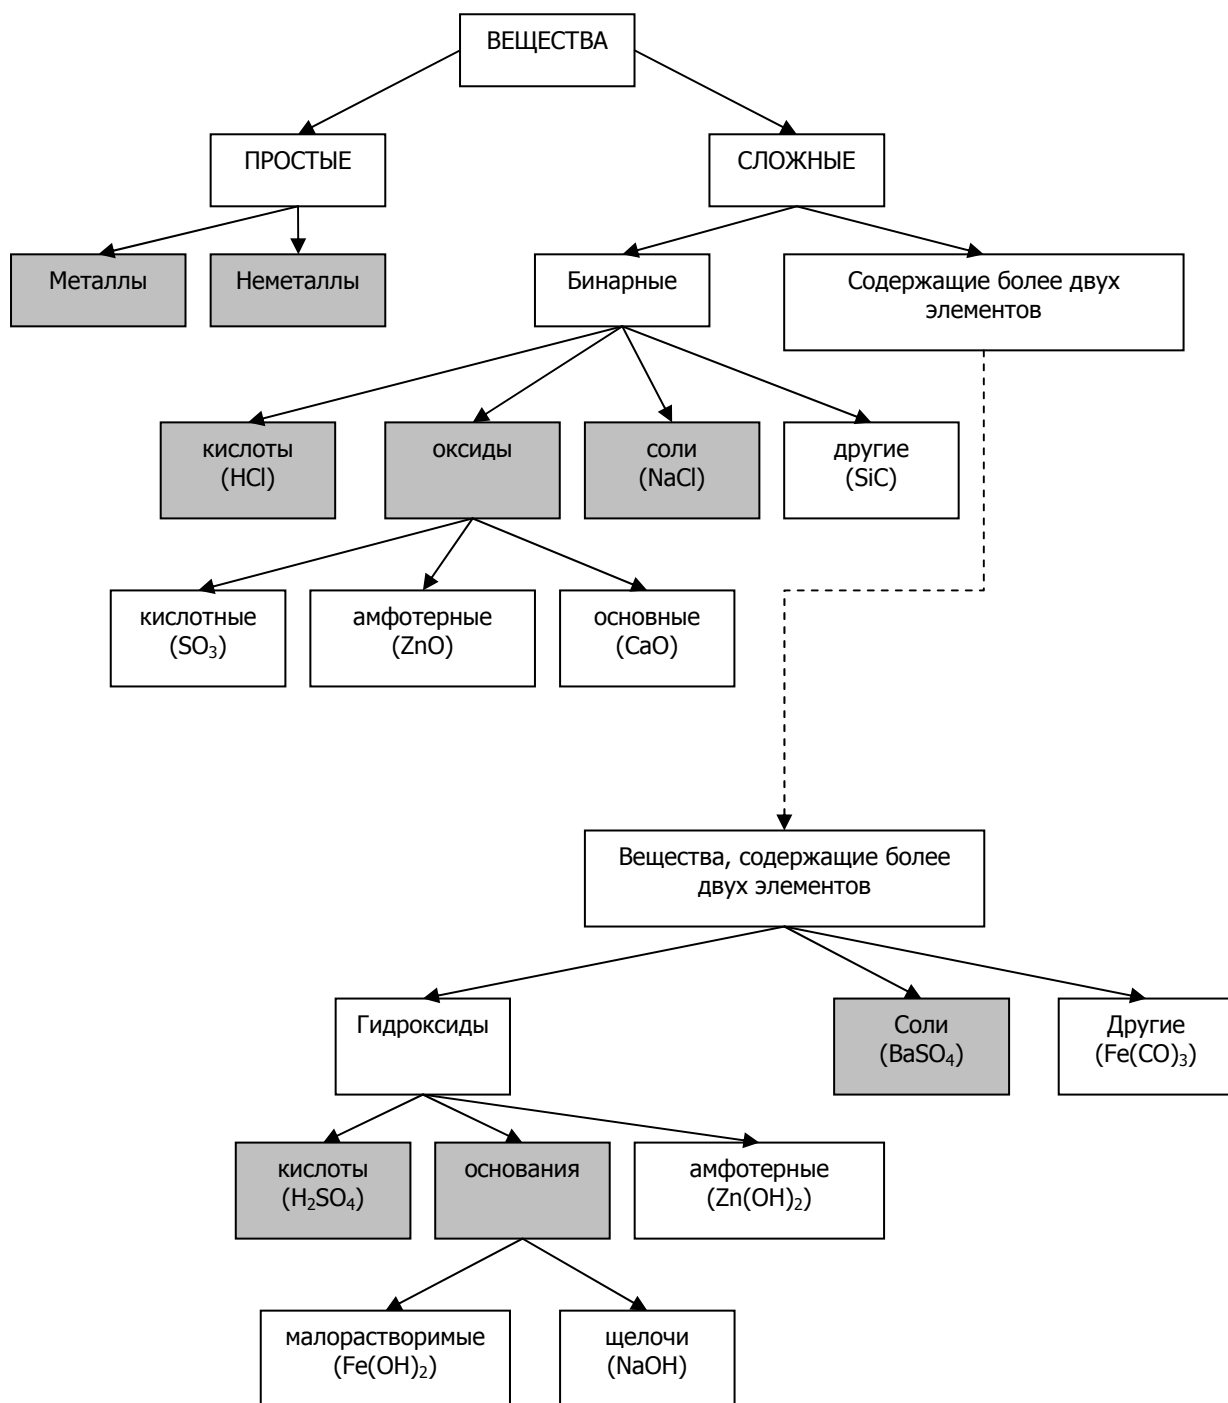 ВЕЩЕСТВА
ПРОСТЫЕ
СЛОЖНЫЕ
Металлы
Неметаллы
Бинарные
Содержащие более двух
элементов
кислоты
(HCl)
оксиды
соли
(NaCl)
другие
(SiC)
кислотные
(SO₃)
амфотерные
(ZnO)
основные
(CaO)
Вещества, содержащие более
двух элементов
Гидроксиды
Соли
(BaSO₄)
Другие
(Fe(CO)₃)
кислоты
(H₂SO₄)
основания
амфотерные
(Zn(OH)₂)
малорастворимые
(Fe(OH)₂)
щелочи
(NaOH)